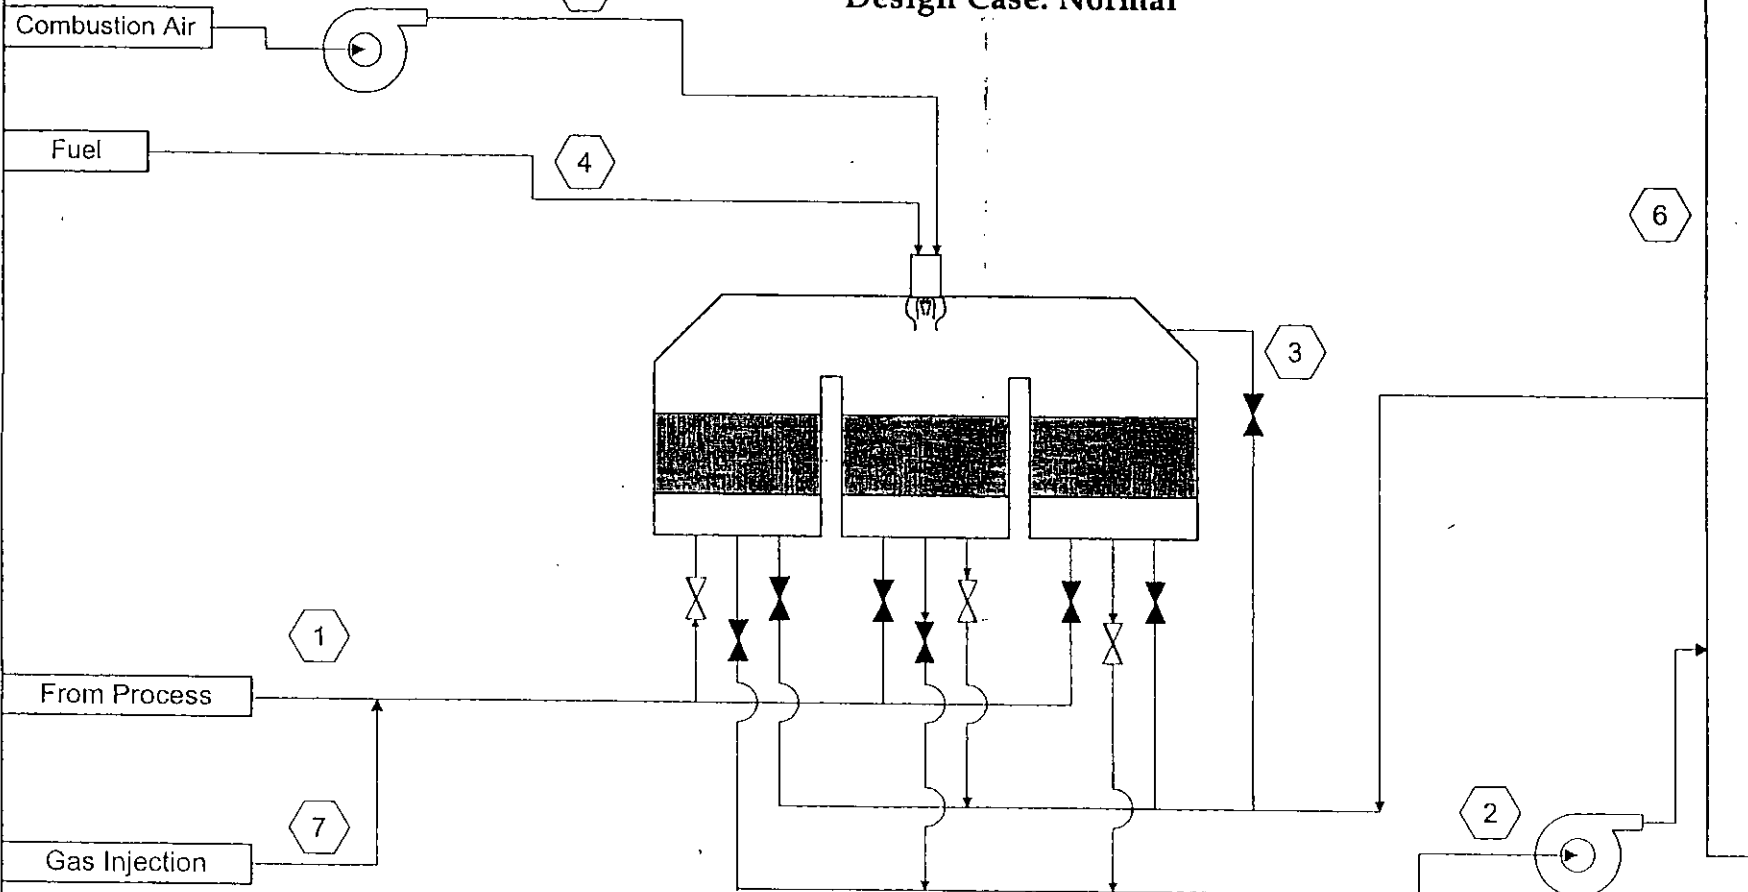 Design Case: Normal
Combustion Air
Fuel
4
6
3
1
From Process
7
2
Gas Injection